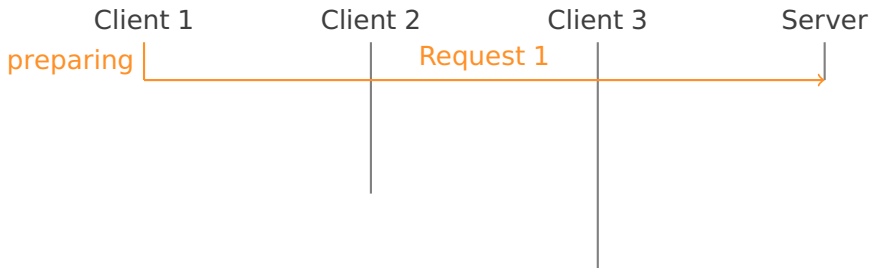 Client 1
Client 2
Client 3
Server
preparing
Request 1